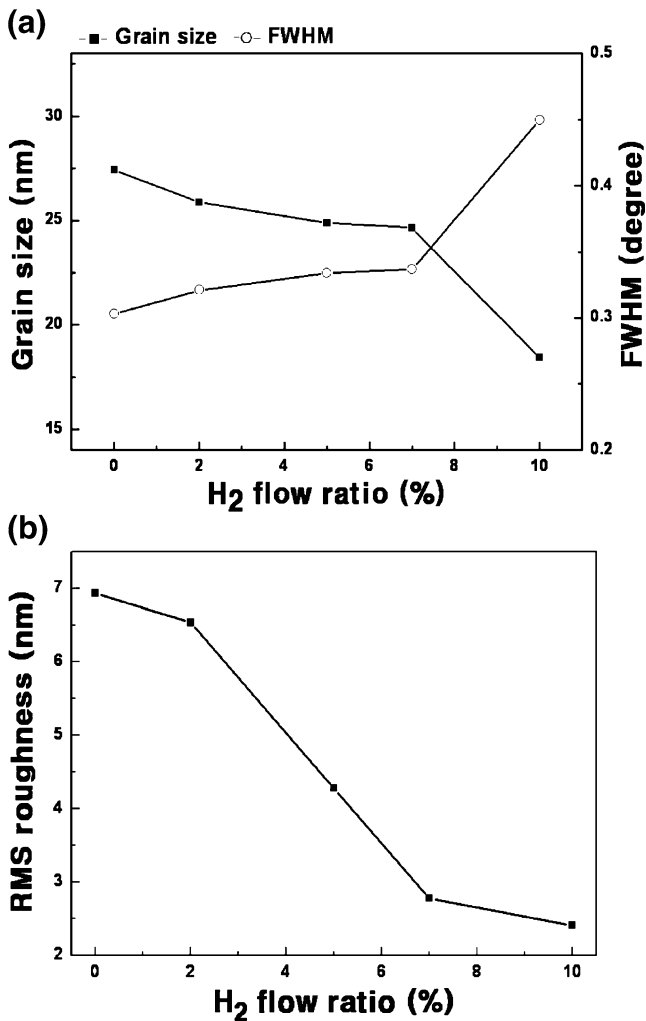 (a)
Grain size FWHM
0.5
30
0.4
25
20
0.3
15
0.2
Grain size (nm)
FWHM (degree)
0 2 4 6 8 10
H2 flow ratio (%)
(b)
7
6
5
4
3
2
RMS roughness (nm)
0 2 4 6 8 10
H2 flow ratio (%)